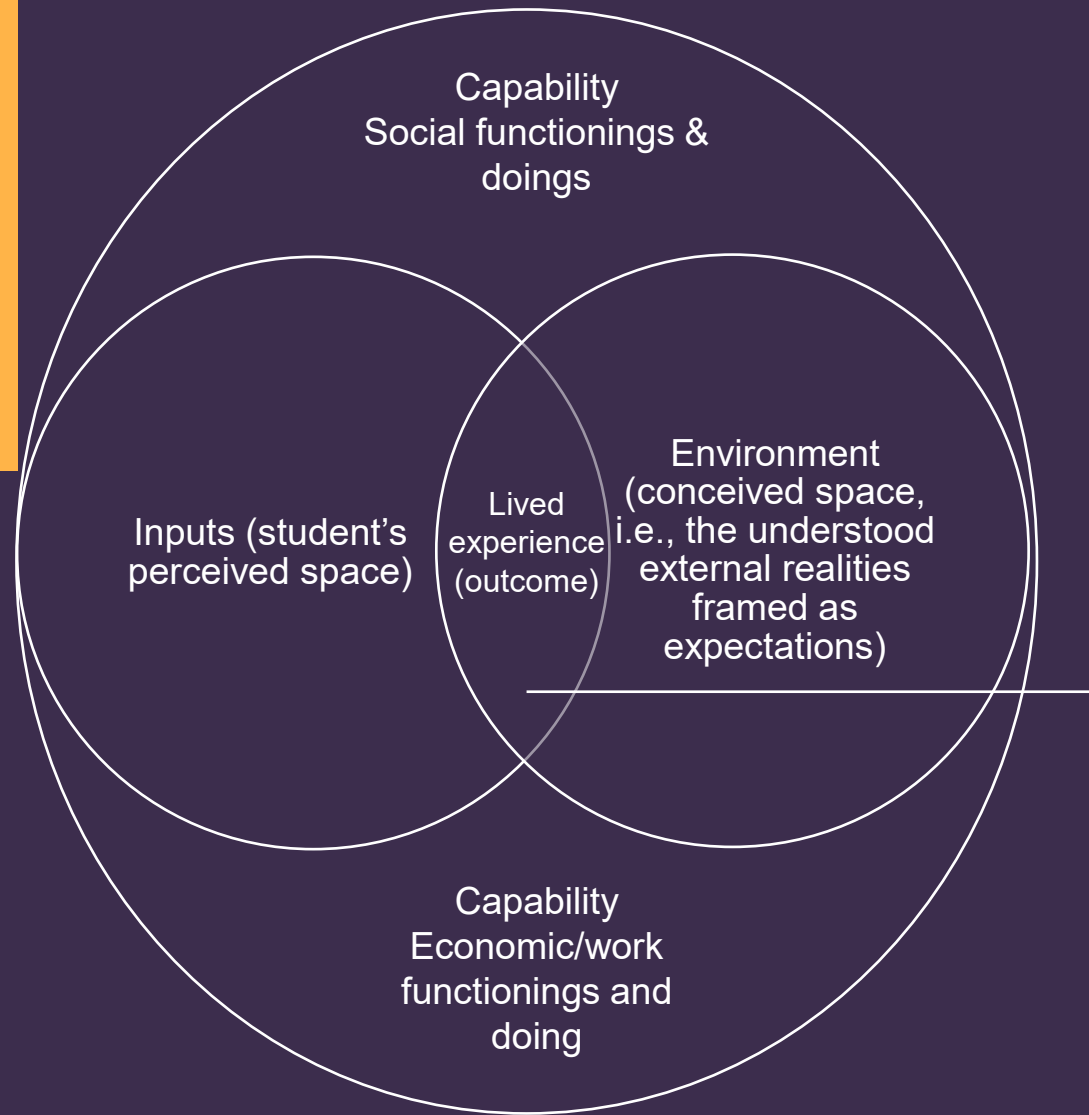 Capability
Social functionings &
doings
Inputs (student’s
perceived space)
Lived
experience
(outcome)
Environment
(conceived space,
i.e., the understood
external realities
framed as
expectations)
Capability
Economic/work
functionings and
doing